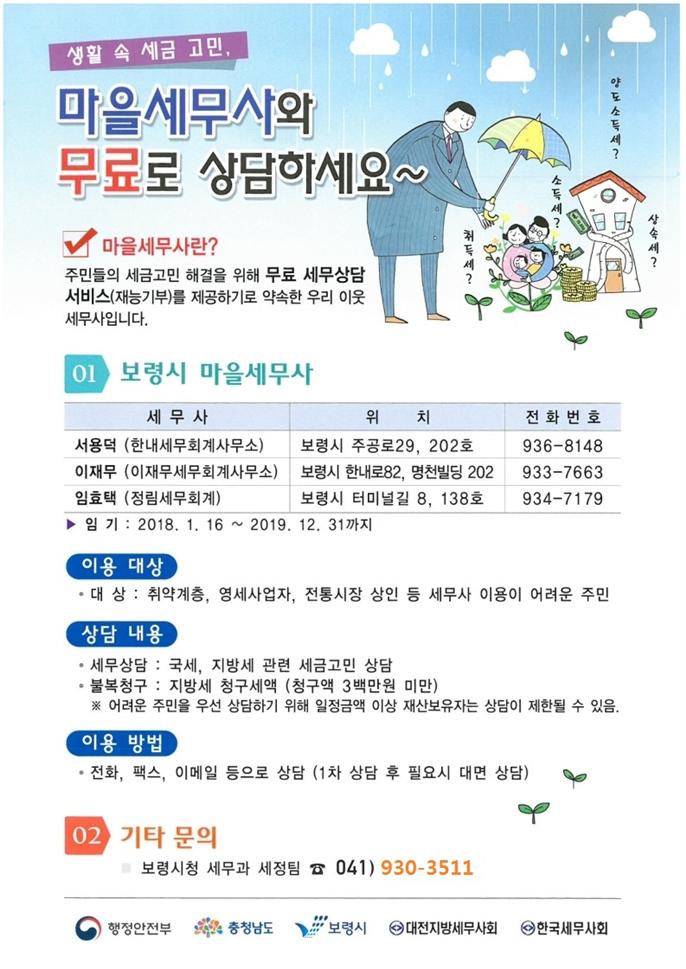 생활 속 세금 고민,
마을세무사와
무료로 상담하세요~
양도소득세?
소득세?
취득세?
상속세?
마을세무사란?
주민들의 세금고민 해결을 위해 무료 세무상담
서비스(재능기부)를 제공하기로 약속한 우리 이웃
세무사입니다.
01 보령시 마을세무사
세무사 위 치 전화번호
서용덕 (한내세무회계사무소) 보령시 주공로29, 202호 936-8148
이재무 (이재무세무회계사무소) 보령시 한내로82, 명천빌딩 202 933-7663
임효택 (정림세무회계) 보령시 터미널길 8, 138호 934-7179
▶ 임 기 : 2018. 1. 16 ~ 2019. 12. 31까지
이용 대상
• 대 상 : 취약계층, 영세사업자, 전통시장 상인 등 세무사 이용이 어려운 주민
상담 내용
• 세무상담 : 국세, 지방세 관련 세금고민 상담
• 불복청구 : 지방세 청구세액 (청구액 3백만원 미만)
※ 어려운 주민을 우선 상담하기 위해 일정금액 이상 재산보유자는 상담이 제한될 수 있음.
이용 방법
• 전화, 팩스, 이메일 등으로 상담 (1차 상담 후 필요시 대면 상담)
02 기타 문의
보령시청 세무과 세정팀 ☎ 041) 930-3511
행정안전부 충청남도 보령시 대전지방세무사회 한국세무사회